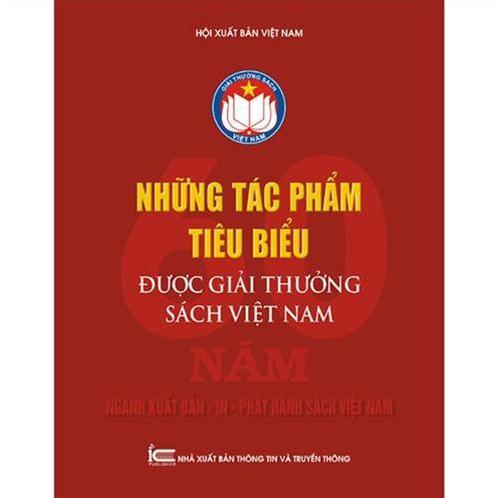 HỘI XUẤT BẢN VIỆT NAM
GIẢI THƯỞNG SÁCH
VIỆT NAM
60
NHỮNG TÁC PHẨM
TIÊU BIỂU
ĐƯỢC GIẢI THƯỞNG
SÁCH VIỆT NAM
NĂM
NGÀNH XUẤT BẢN - IN - PHÁT HÀNH SÁCH VIỆT NAM
ic
PUBLISHER
NHÀ XUẤT BẢN THÔNG TIN VÀ TRUYỀN THÔNG